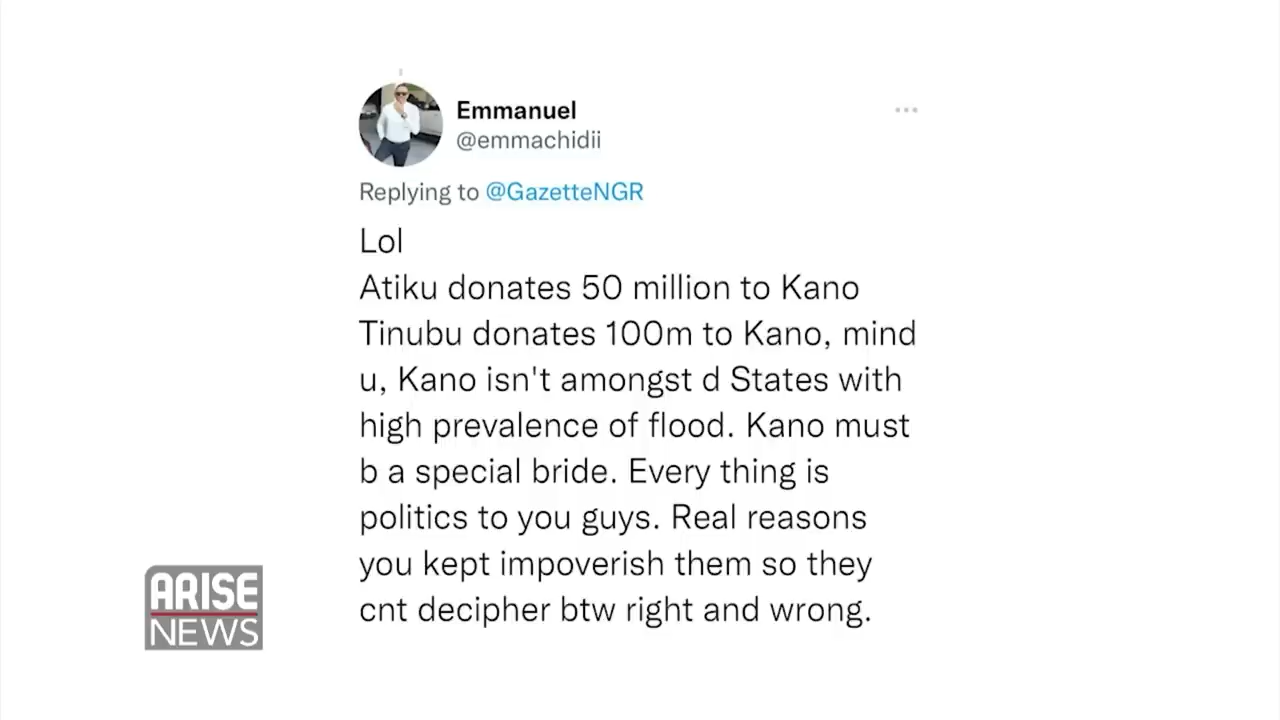 Emmanuel
@emmachidii
Replying to @GazetteNGR
Lol
Atiku donates 50 million to Kano
Tinubu donates 100m to Kano, mind
u, Kano isn't amongst d States with
high prevalence of flood. Kano must
b a special bride. Every thing is
politics to you guys. Real reasons
you kept impoverish them so they
cnt decipher btw right and wrong.
ARISE
NEWS